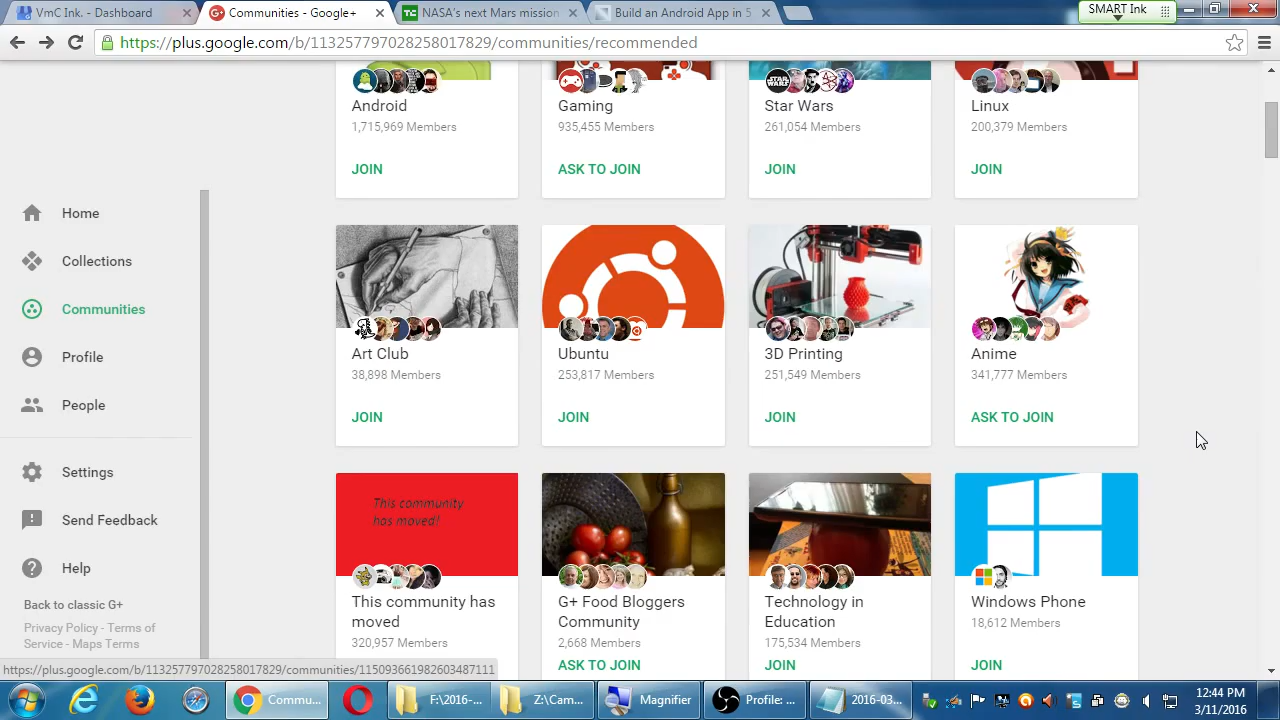 VmC Ink. - Dashboard
Communities - Google+
NASA's next Mars mission
Build an Android App in 5
SMART Ink
https://plus.google.com/b/113257797028258017829/communities/recommended
Android
1,715,969 Members
JOIN
Gaming
935,455 Members
ASK TO JOIN
STAR WARS
Star Wars
261,054 Members
JOIN
Linux
200,379 Members
JOIN
Home
Collections
Communities
Profile
People
Settings
Send Feedback
Help
Back to classic G+
Privacy Policy - Terms of
Service - Maps Terms
Art Club
38,898 Members
JOIN
Ubuntu
253,817 Members
JOIN
3D Printing
251,549 Members
JOIN
Anime
341,777 Members
ASK TO JOIN
This community
has moved!
This community has
moved
320,957 Members
G+ Food Bloggers
Community
2,668 Members
ASK TO JOIN
Technology in
Education
175,534 Members
JOIN
Windows Phone
18,612 Members
JOIN
https://plus.google.com/b/113257797028258017829/communities/115093661982603487111
Commu...
F:\2016-...
Z:\Cam...
Magnifier
Profile: ...
2016-03...
12:44 PM
3/11/2016